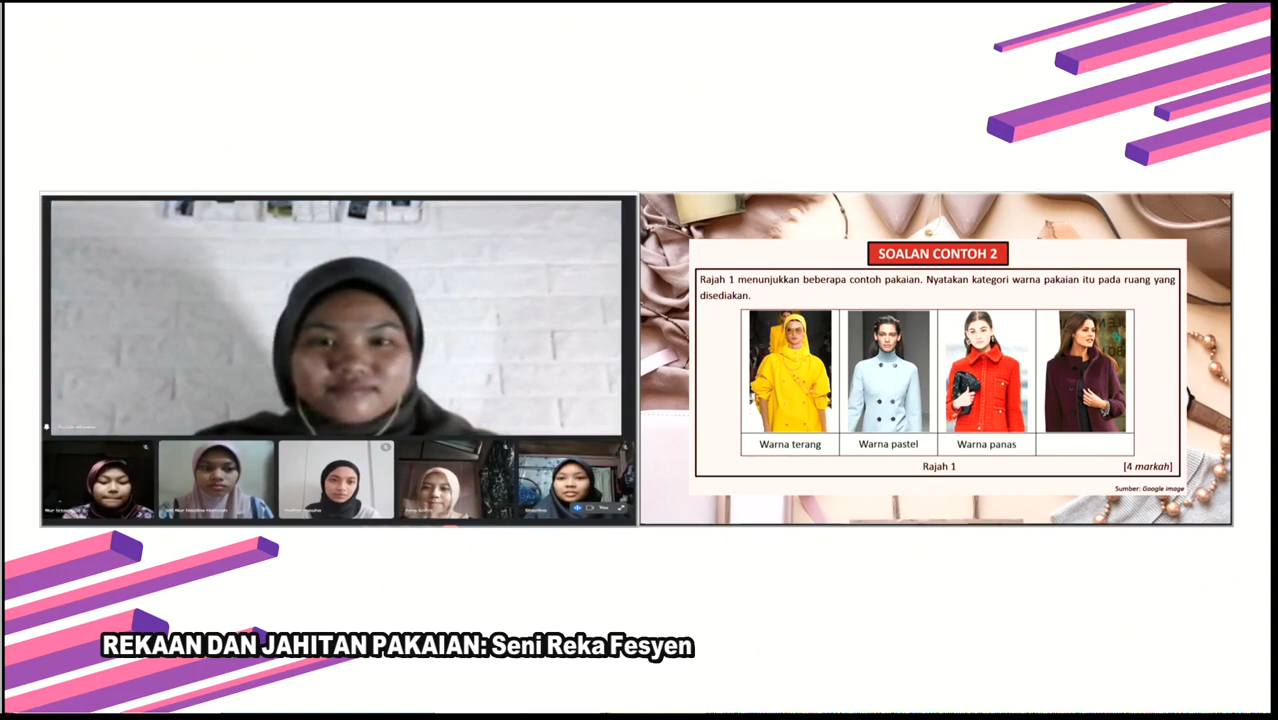 SOALAN CONTOH 2
Rajah 1 menunjukkan beberapa contoh pakaian. Nyatakan kategori warna pakaian itu pada ruang yang
disediakan.
Warna terang
Warna pastel
Warna panas
Rajah 1
[4 markah]
Sumber: Google image
You
REKAAN DAN JAHITAN PAKAIAN: Seni Reka Fesyen